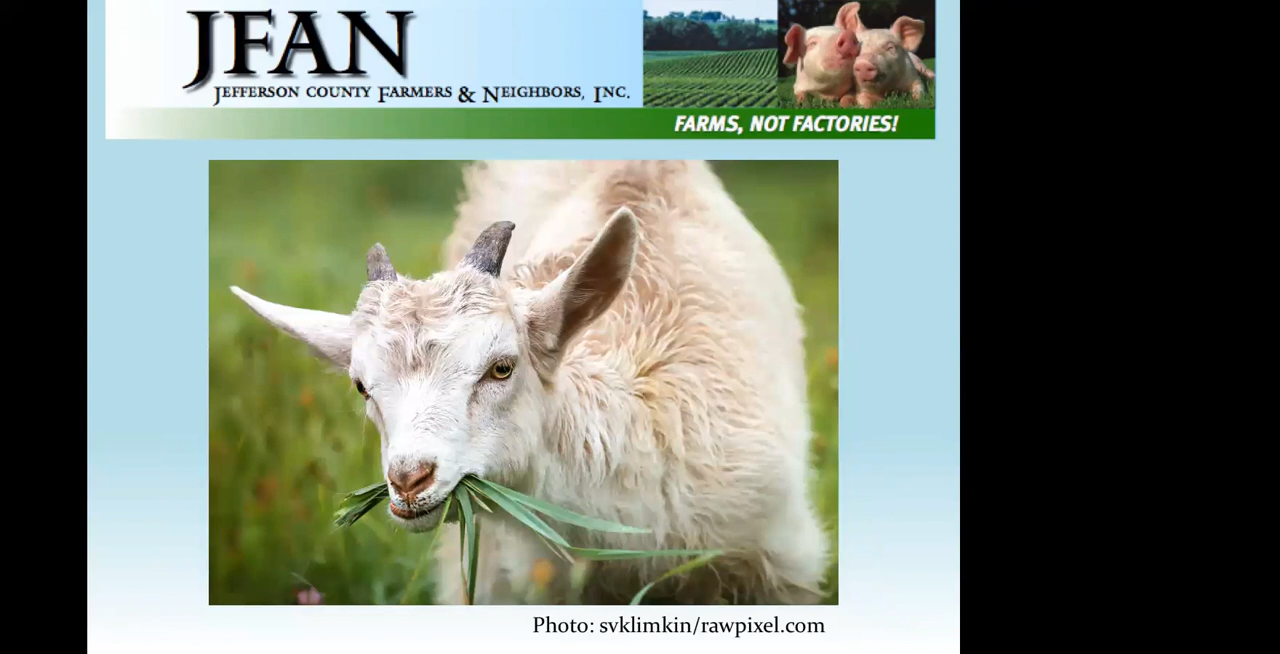 JFAN
Jefferson County Farmers & Neighbors, Inc.
FARMS, NOT FACTORIES!
Photo: svklimkin/rawpixel.com